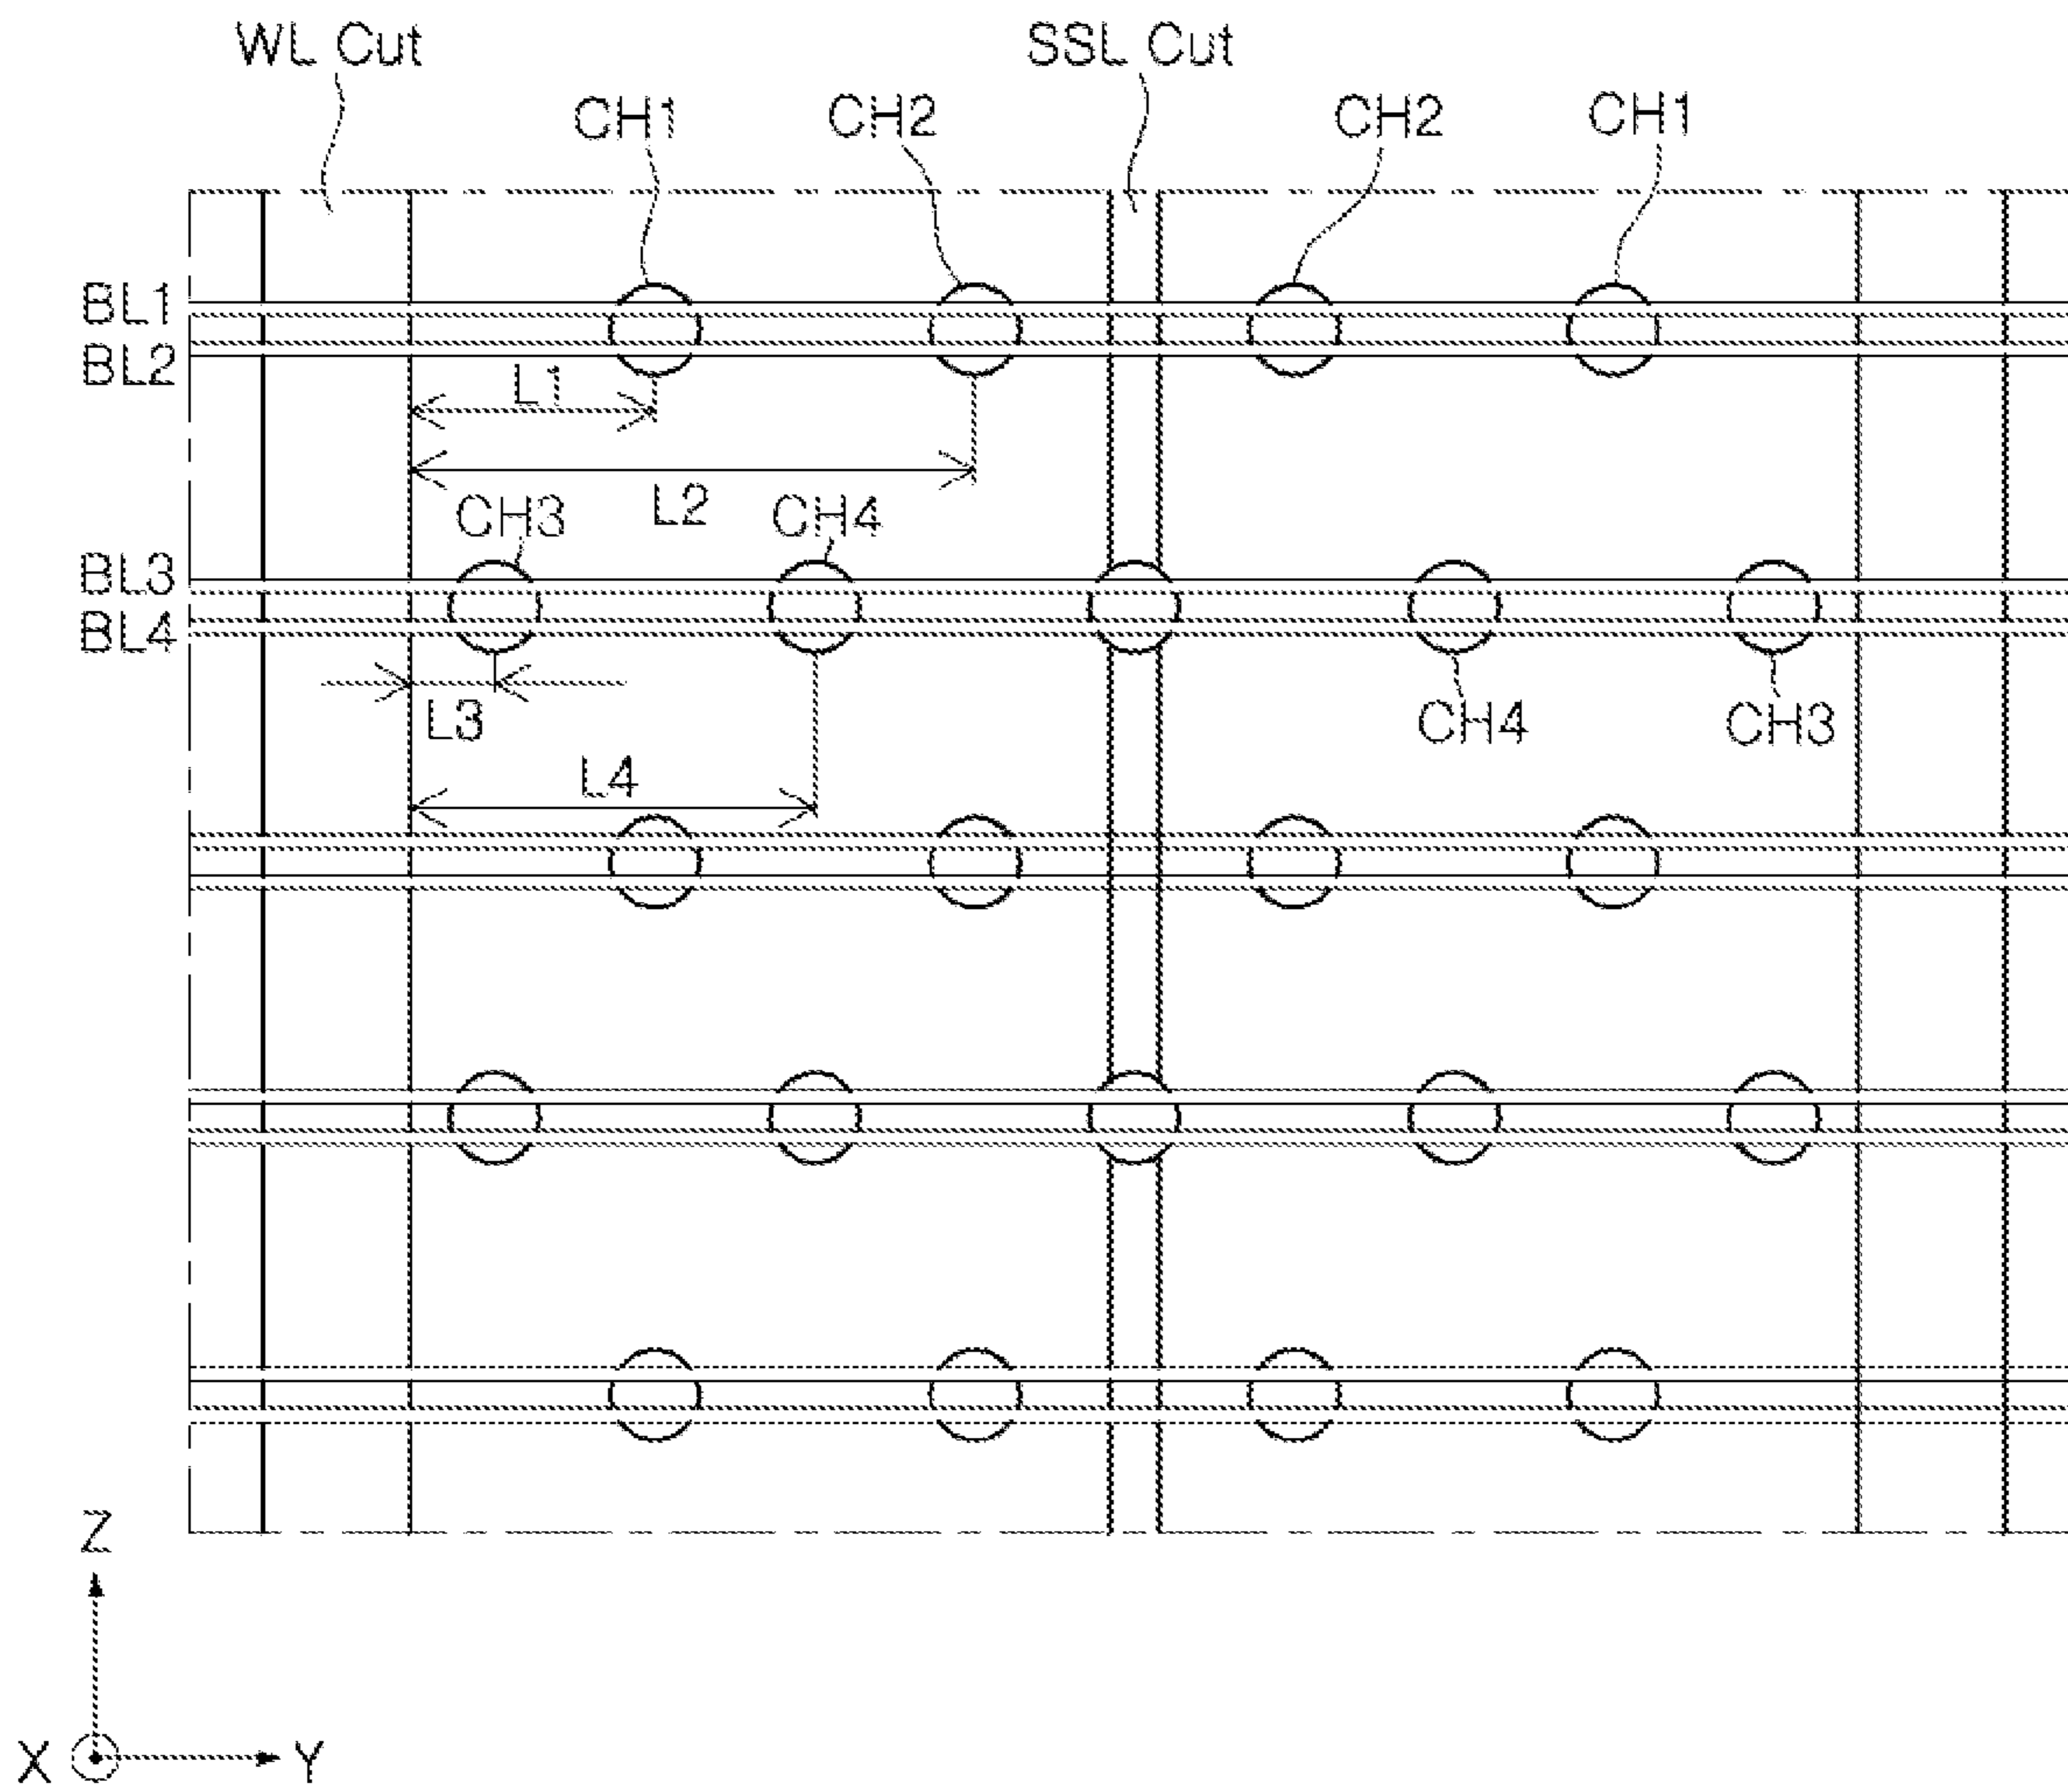 WL Cut
SSL Cut
CH1
CH2
CH2
CH1
BL1
BL2
L1
L2
CH3
CH4
BL3
BL4
L3
CH4
CH3
L4
Z
X
Y